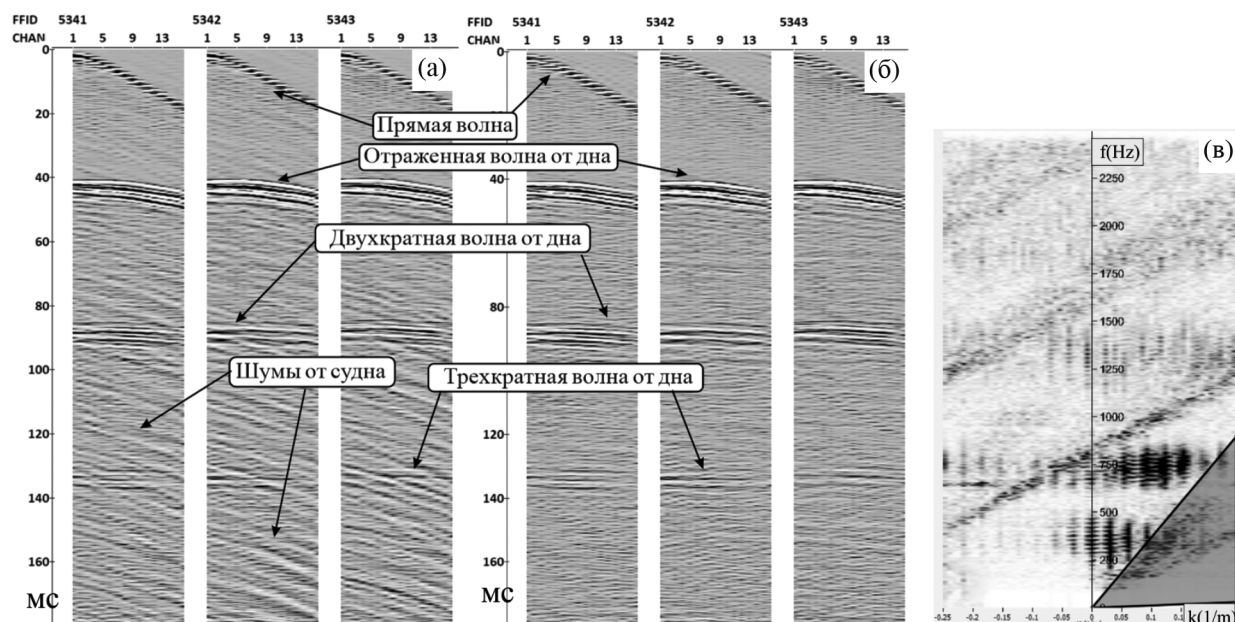 FFID 5341 5342 5343
CHAN 1 5 9 13 1 5 9 13 1 5 9 13
(а)
0
20
40
60
80
100
120
140
160
мс
FFID 5341 5342 5343
CHAN 1 5 9 13 1 5 9 13 1 5 9 13
(б)
0
40
80
120
160
мс
Прямая волна
Отраженная волна от дна
Двухкратная волна от дна
Шумы от судна
Трехкратная волна от дна
(в)
f(Hz)
2250
2000
1750
1500
1250
1000
750
500
250
-0.25 -0.2 -0.15 -0.1 -0.05 0 0.05 0.1
k(1/m)